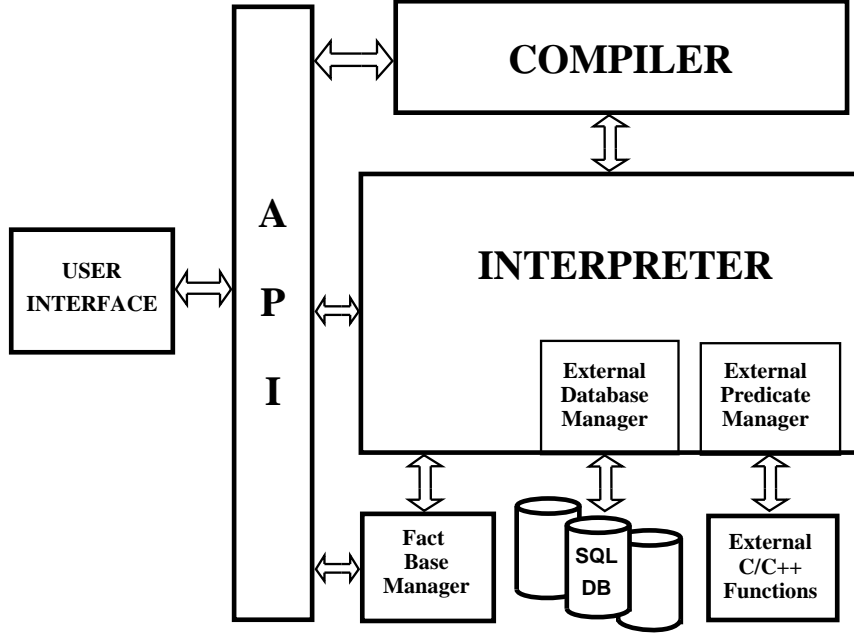 COMPILER
A
P
I
USER
INTERFACE
INTERPRETER
External
Database
Manager
External
Predicate
Manager
Fact
Base
Manager
SQL
DB
External
C/C++
Functions